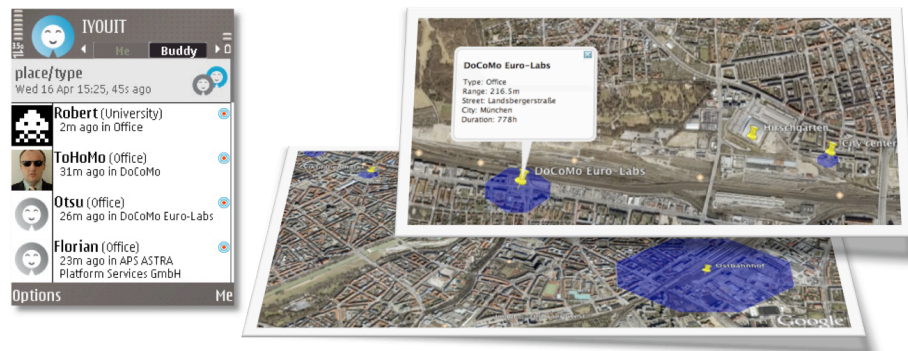 IYOUIT
35s
Me
Buddy
place/type
Wed 16 Apr 15:25, 45s ago
Robert (University)
2m ago in Office
ToHoMo (Office)
31m ago in DoCoMo
Otsu (Office)
26m ago in DoCoMo Euro-Labs
Florian (Office)
23m ago in APS ASTRA
Platform Services GmbH
Options
Me
DoCoMo Euro-Labs
Type: Office
Range: 216.5m
Street: Landsbergerstraße
City: München
Duration: 778h
Hirschgarten
City center
DoCoMo Euro-Labs
Ostbahnhof
Google